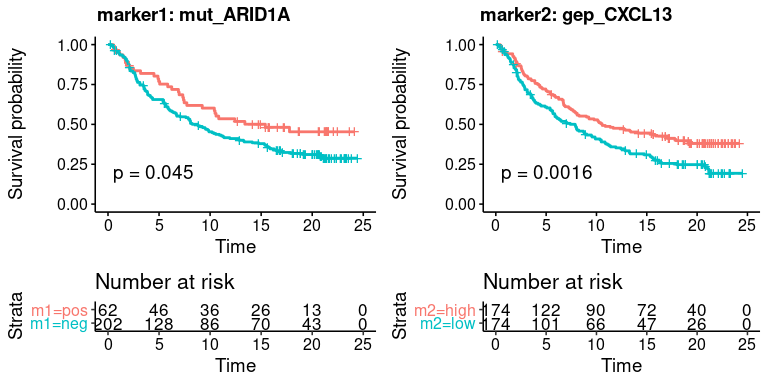 marker1: mut_ARID1A
Survival probability
1.00
0.75
0.50
0.25
0.00
p = 0.045
0 5 10 15 20 25
Time
Number at risk
Strata
m1=pos 62 46 36 26 13 0
m1=neg 202 128 86 70 43 0
0 5 10 15 20 25
Time
marker2: gep_CXCL13
Survival probability
1.00
0.75
0.50
0.25
0.00
p = 0.0016
0 5 10 15 20 25
Time
Number at risk
Strata
m2=high 174 122 90 72 40 0
m2=low 174 101 66 47 26 0
0 5 10 15 20 25
Time